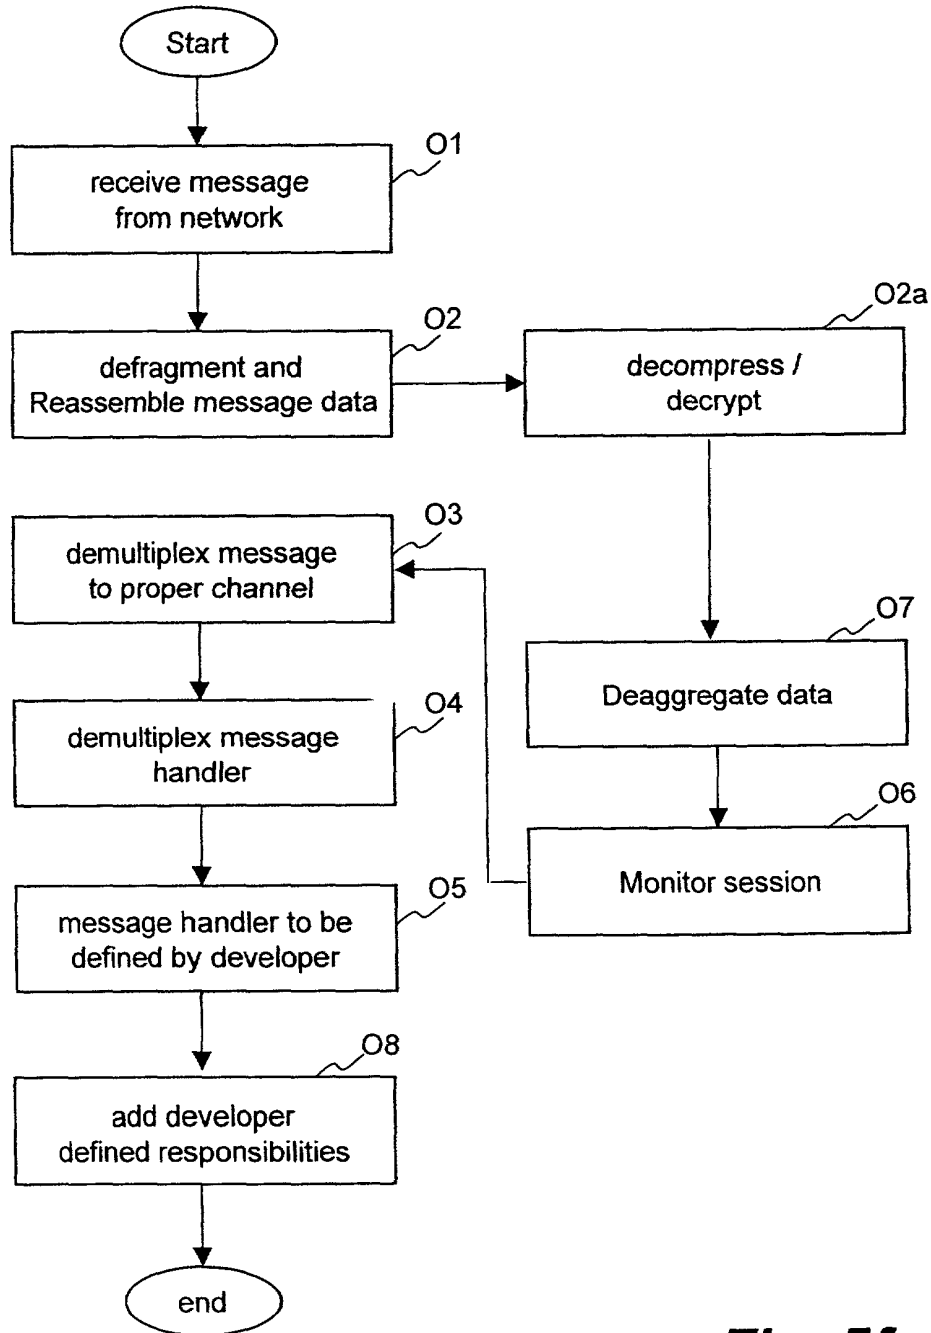 Start
O1
receive message
from network
O2
defragment and
Reassemble message data
O2a
decompress /
decrypt
O7
Deaggregate data
O6
Monitor session
O3
demultiplex message
to proper channel
O4
demultiplex message
handler
O5
message handler to be
defined by developer
O8
add developer
defined responsibilities
end